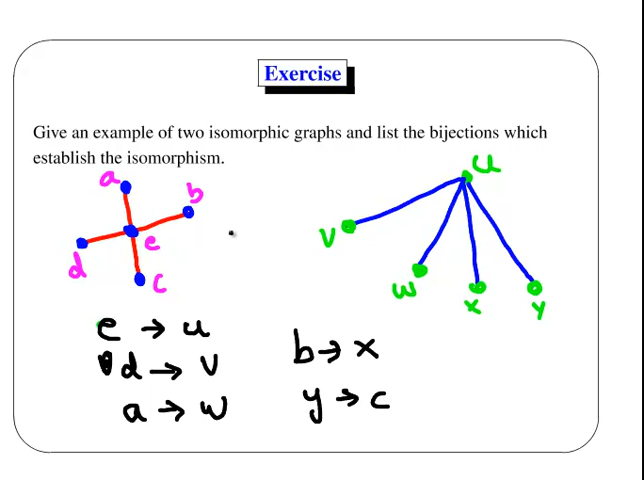 Exercise
Give an example of two isomorphic graphs and list the bijections which
establish the isomorphism.
a
b
e
d
c
u
v
w
x
y
e → u
d → v
a → w
b → x
y → c